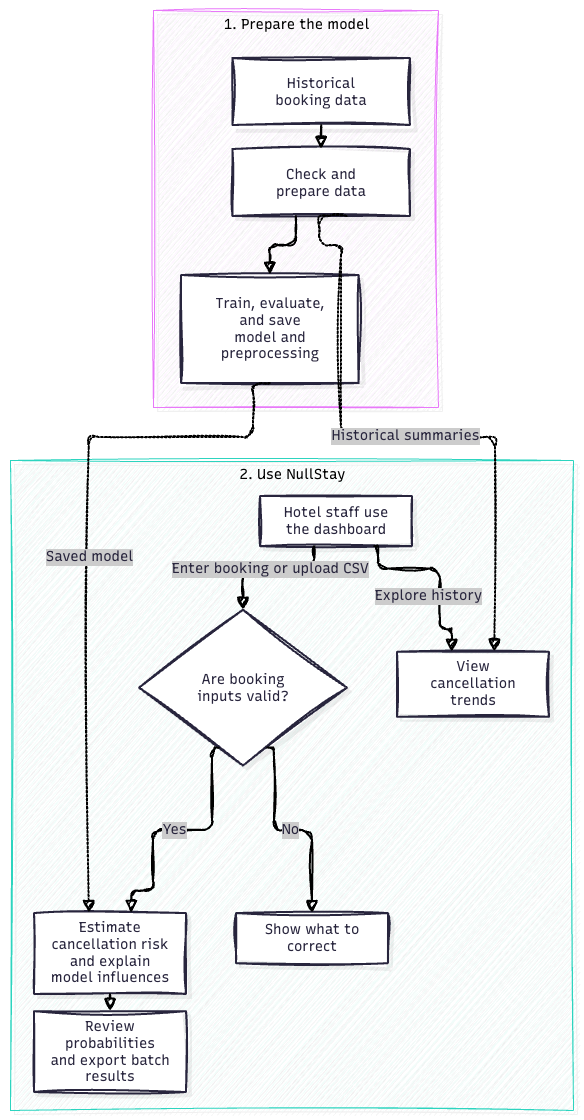 1. Prepare the model
Historical
booking data
Check and
prepare data
Train, evaluate,
and save
model and
preprocessing
Historical summaries
2. Use NullStay
Hotel staff use
the dashboard
Saved model
Enter booking or upload CSV
Explore history
Are booking
inputs valid?
View
cancellation
trends
Yes
No
Estimate
cancellation risk
and explain
model influences
Show what to
correct
Review
probabilities
and export batch
results